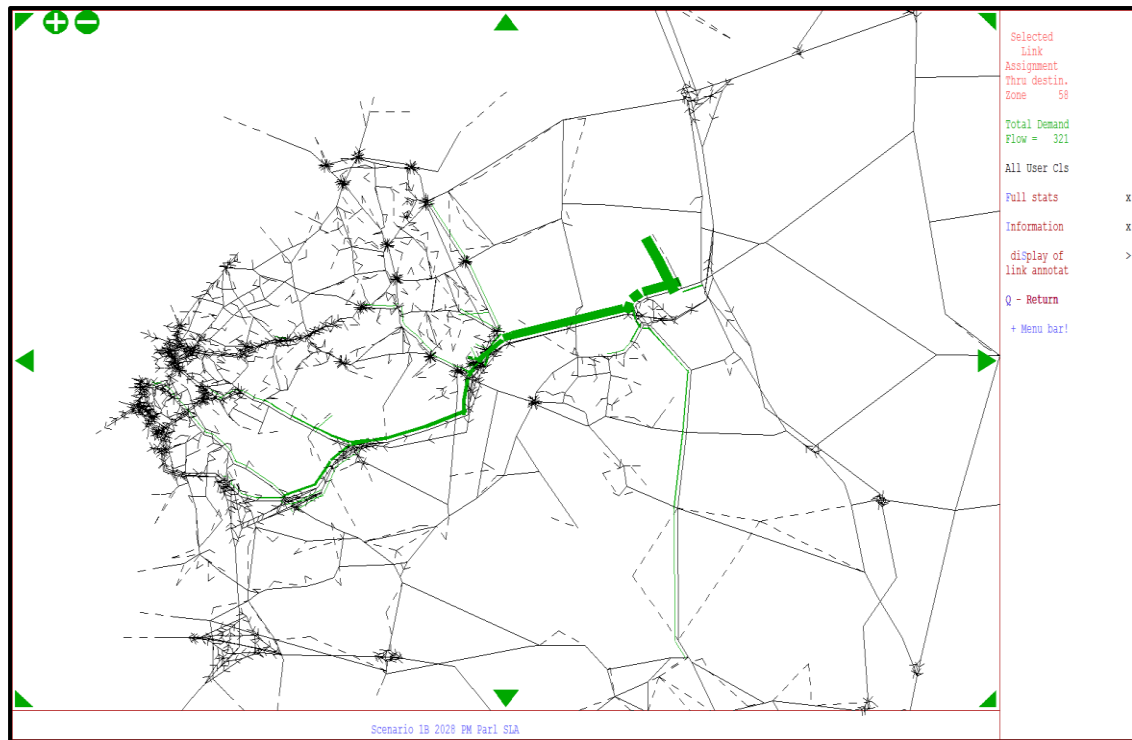 Selected
Link
Assignment
Thru destin.
Zone 58
Total Demand
Flow = 321
All User Cls
Full stats x
Information x
diSplay of >
link annotat
Q - Return
+ Menu bar!
Scenario 1B 2028 PM Parl SLA